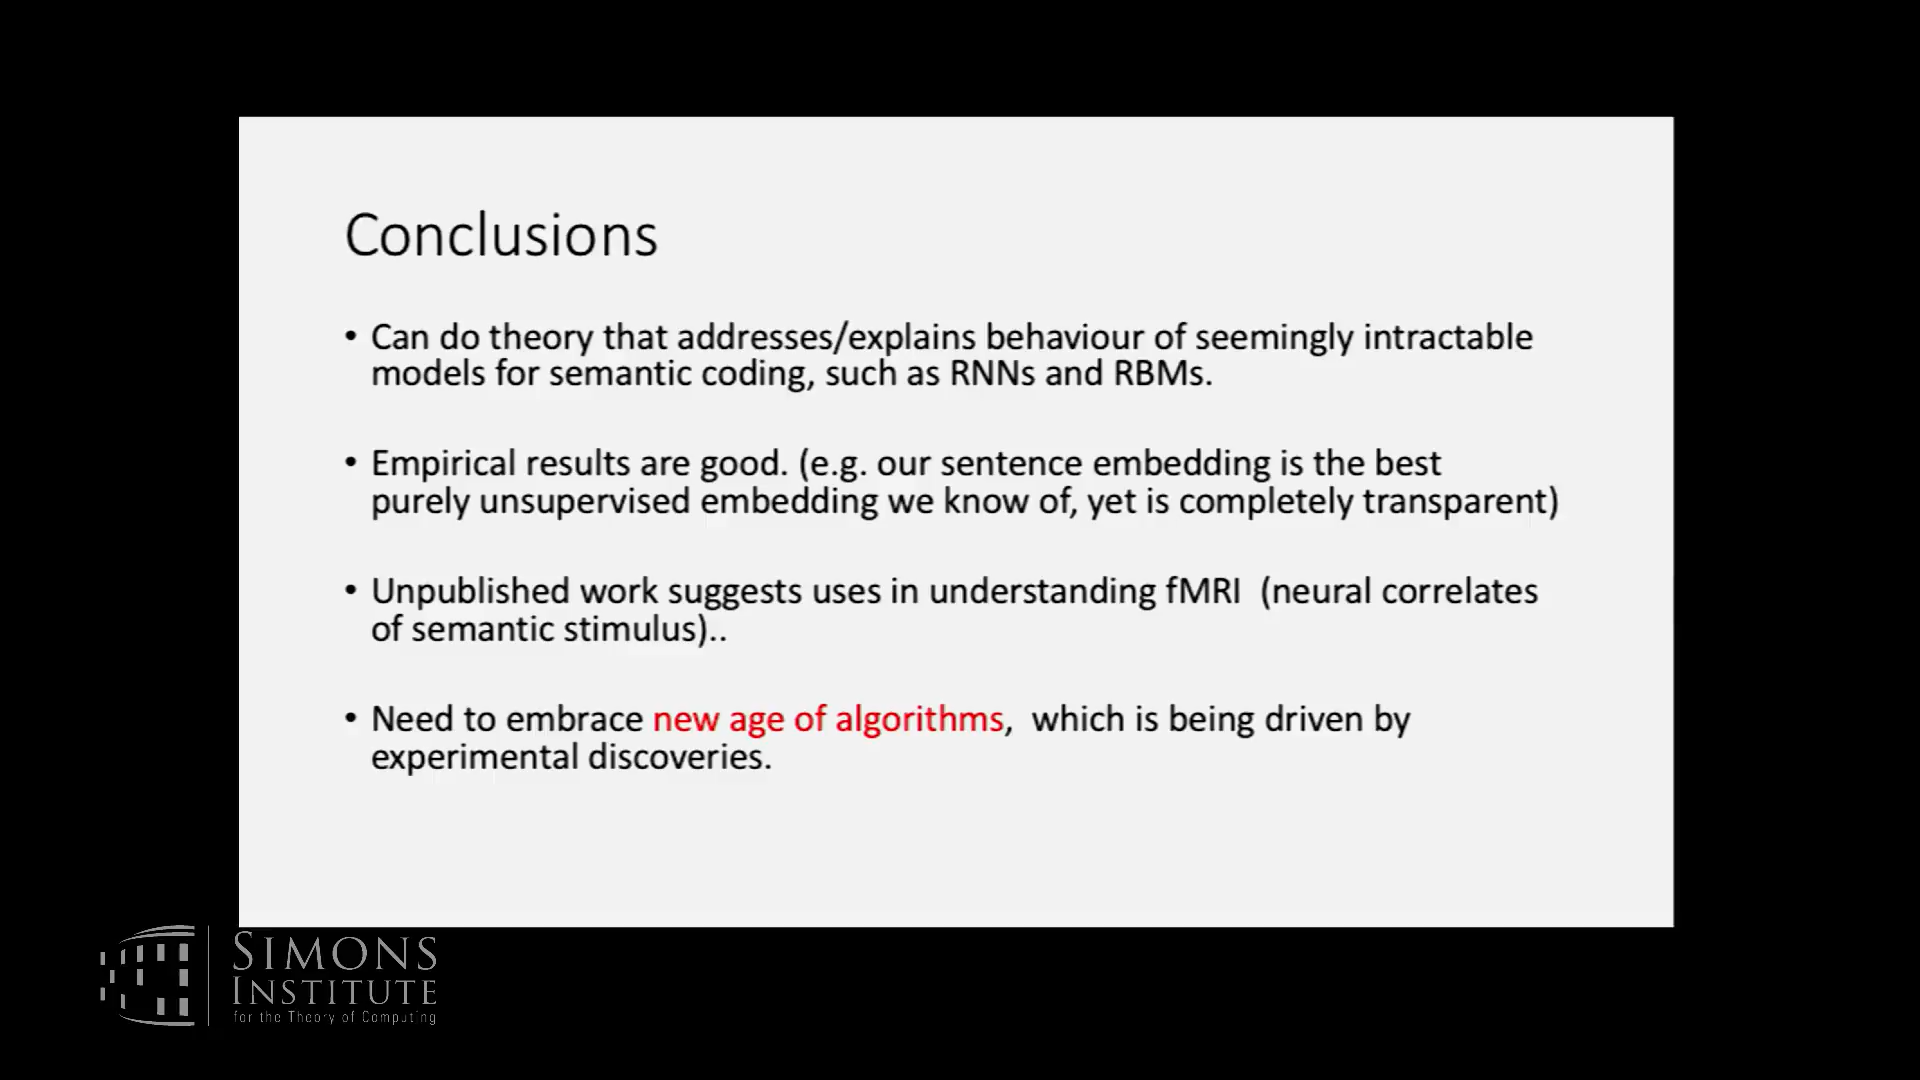 Conclusions
• Can do theory that addresses/explains behaviour of seemingly intractable
models for semantic coding, such as RNNs and RBMs.
• Empirical results are good. (e.g. our sentence embedding is the best
purely unsupervised embedding we know of, yet is completely transparent)
• Unpublished work suggests uses in understanding fMRI  (neural correlates
of semantic stimulus)..
• Need to embrace new age of algorithms,  which is being driven by
experimental discoveries.
SIMONS
INSTITUTE
for the Theory of Computing